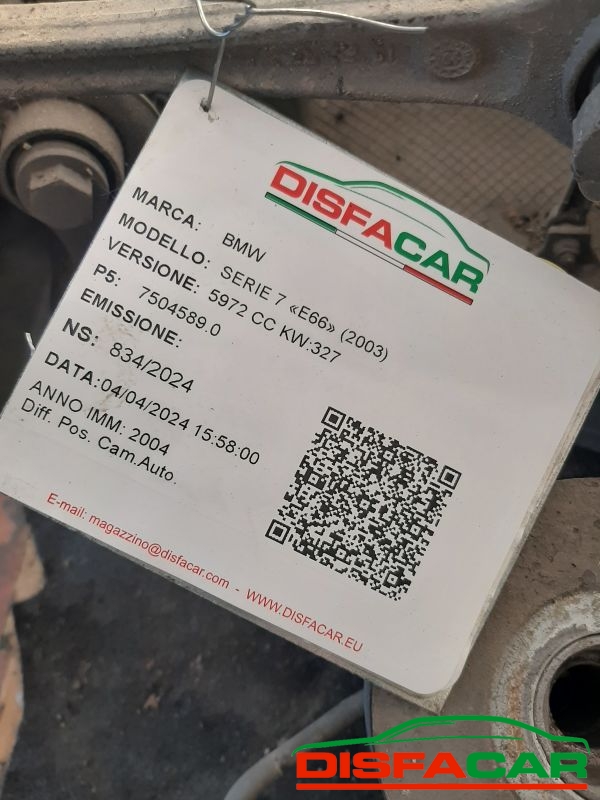 DISFACAR
MARCA: BMW
MODELLO: SERIE 7 «E66» (2003)
VERSIONE: 5972 CC KW:327
P5: 7504589.0
EMISSIONE:
NS: 834/2024
DATA:04/04/2024 15:58:00
ANNO IMM: 2004
Diff. Pos. Cam.Auto.
E-mail: magazzino@disfacar.com - WWW.DISFACAR.EU
DISFACAR